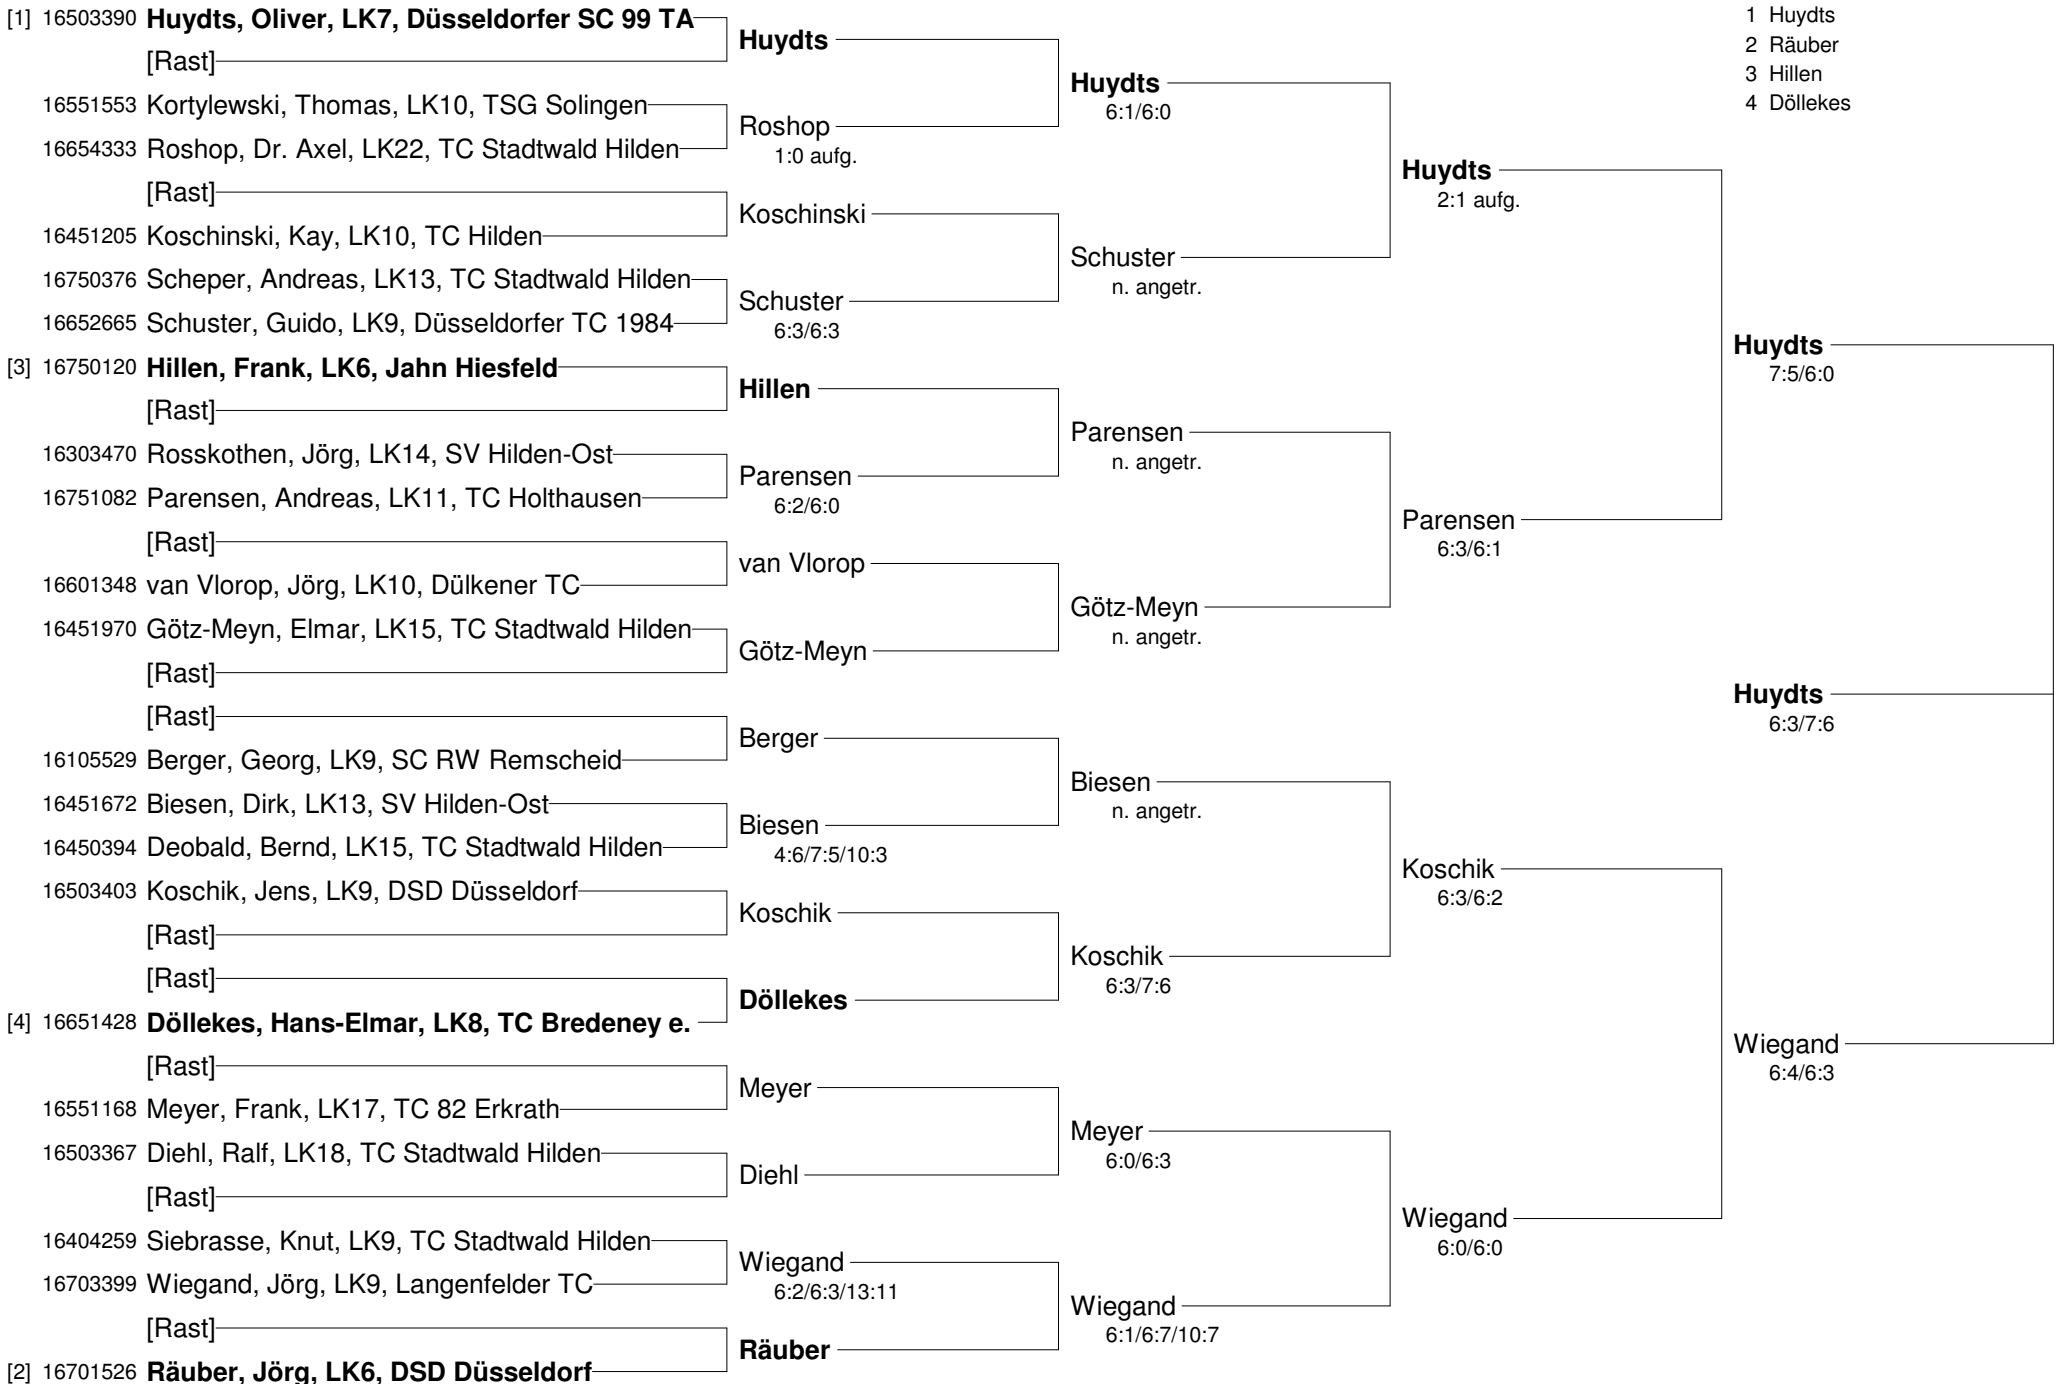 [1] 16503390 Huydts, Oliver, LK7, Düsseldorfer SC 99 TA
[Rast]
16551553 Kortylewski, Thomas, LK10, TSG Solingen
16654333 Roshop, Dr. Axel, LK22, TC Stadtwald Hilden
[Rast]
16451205 Koschinski, Kay, LK10, TC Hilden
16750376 Scheper, Andreas, LK13, TC Stadtwald Hilden
16652665 Schuster, Guido, LK9, Düsseldorfer TC 1984
[3] 16750120 Hillen, Frank, LK6, Jahn Hiesfeld
[Rast]
16303470 Rosskothen, Jörg, LK14, SV Hilden-Ost
16751082 Parensen, Andreas, LK11, TC Holthausen
[Rast]
16601348 van Vlorop, Jörg, LK10, Dülkener TC
16451970 Götz-Meyn, Elmar, LK15, TC Stadtwald Hilden
[Rast]
[Rast]
16105529 Berger, Georg, LK9, SC RW Remscheid
16451672 Biesen, Dirk, LK13, SV Hilden-Ost
16450394 Deobald, Bernd, LK15, TC Stadtwald Hilden
16503403 Koschik, Jens, LK9, DSD Düsseldorf
[Rast]
[Rast]
[4] 16651428 Döllekes, Hans-Elmar, LK8, TC Bredeney e.
[Rast]
16551168 Meyer, Frank, LK17, TC 82 Erkrath
16503367 Diehl, Ralf, LK18, TC Stadtwald Hilden
[Rast]
16404259 Siebrasse, Knut, LK9, TC Stadtwald Hilden
16703399 Wiegand, Jörg, LK9, Langenfelder TC
[Rast]
[2] 16701526 Räuber, Jörg, LK6, DSD Düsseldorf
Huydts
Roshop
1:0 aufg.
Koschinski
Schuster
6:3/6:3
Hillen
Parensen
6:2/6:0
van Vlorop
Götz-Meyn
Berger
Biesen
4:6/7:5/10:3
Koschik
Döllekes
Meyer
Diehl
Wiegand
6:2/6:3/13:11
Räuber
Huydts
6:1/6:0
Schuster
n. angetr.
Parensen
n. angetr.
Götz-Meyn
n. angetr.
Biesen
n. angetr.
Koschik
6:3/7:6
Meyer
6:0/6:3
Wiegand
6:1/6:7/10:7
Huydts
2:1 aufg.
Parensen
6:3/6:1
Koschik
6:3/6:2
Wiegand
6:0/6:0
Huydts
7:5/6:0
Huydts
6:3/7:6
Wiegand
6:4/6:3
1 Huydts
2 Räuber
3 Hillen
4 Döllekes